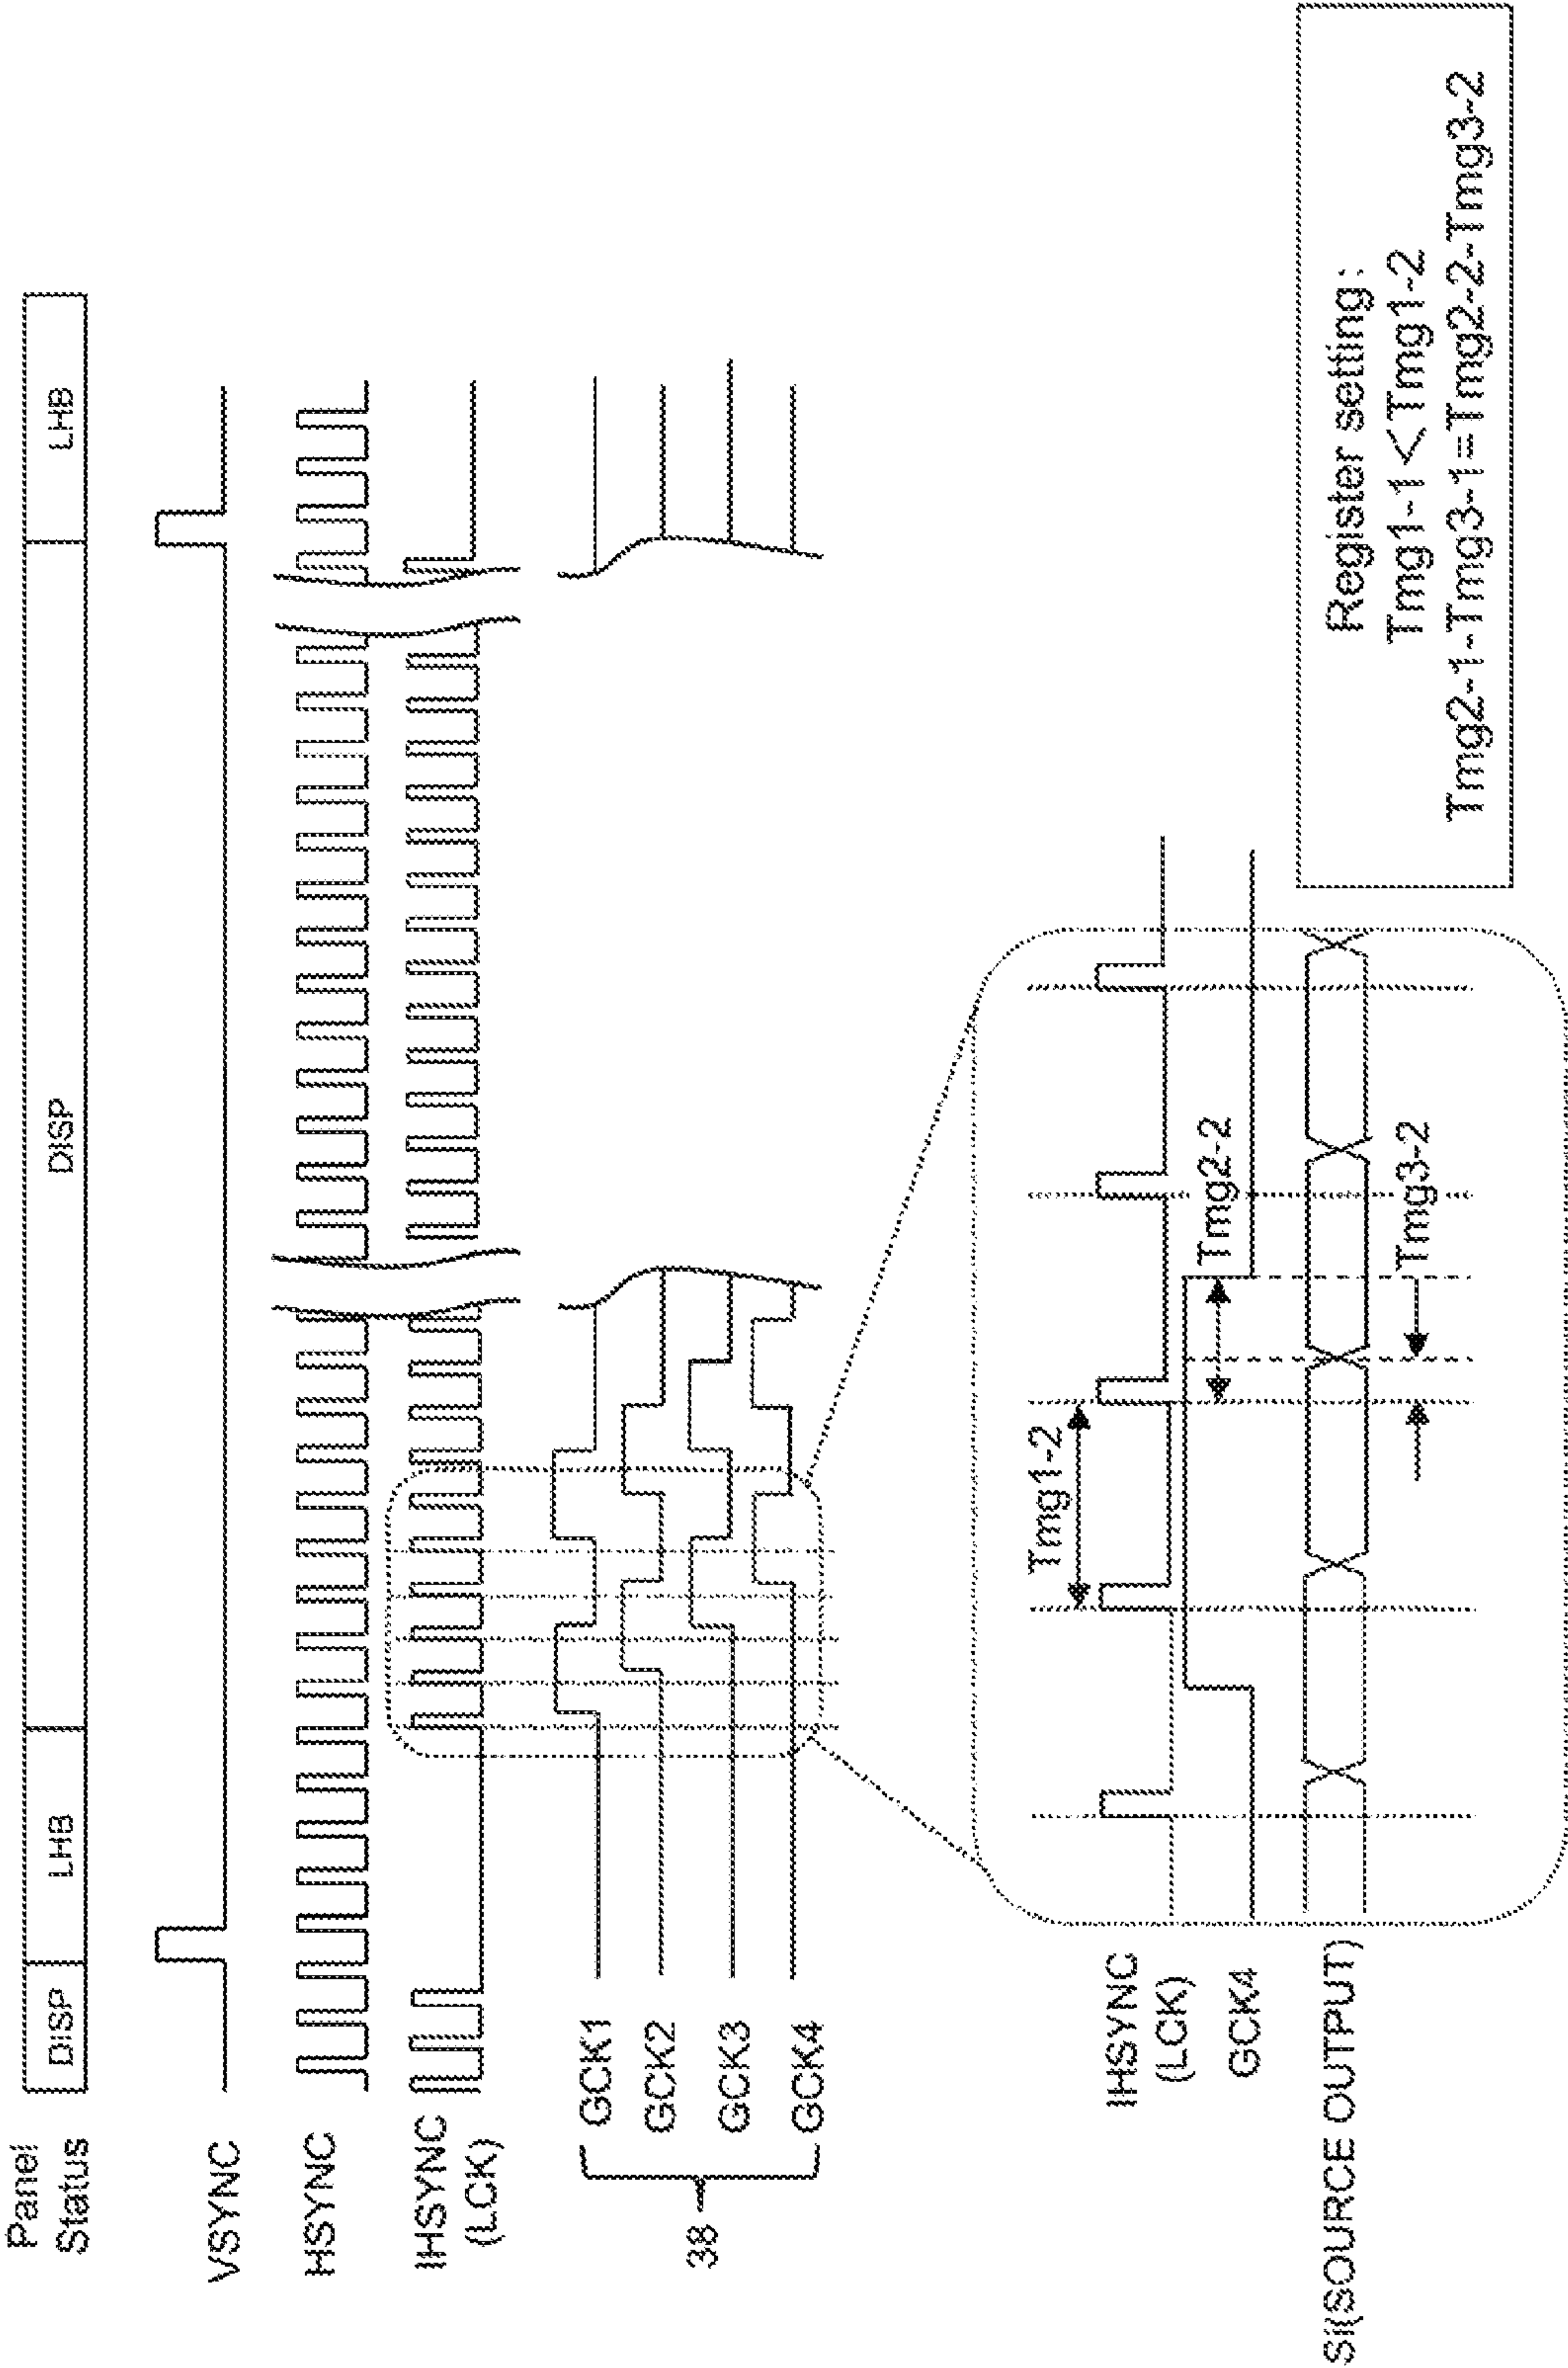 Panel
Status
DISP
LHB
DISP
LHB
VSYNC
HSYNC
IHSYNC
(LCK)
38
GCK1
GCK2
GCK3
GCK4
IHSYNC
(LCK)
Tmg1-2
GCK4
Tmg2-2
Si(SOURCE OUTPUT)
Tmg3-2
Register setting :
Tmg1-1<Tmg1-2
Tmg2-1-Tmg3-1=Tmg2-2-Tmg3-2